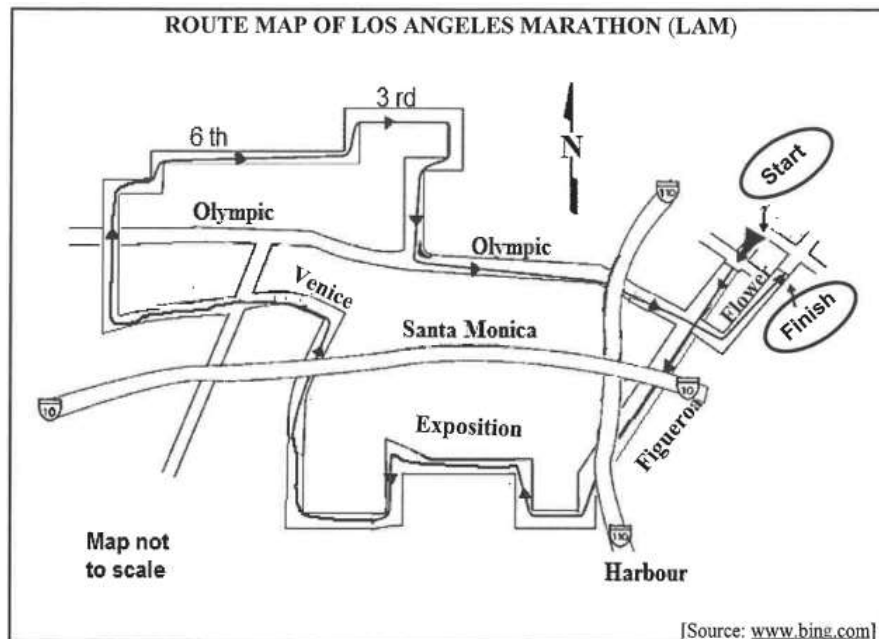 ROUTE MAP OF LOS ANGELES MARATHON (LAM)
3 rd
6 th
N
110
Start
Olympic
Olympic
Venice
Flower
Finish
Santa Monica
10
10
Exposition
Figueroa
Map not
to scale
110
Harbour
[Source: www.bing.com]